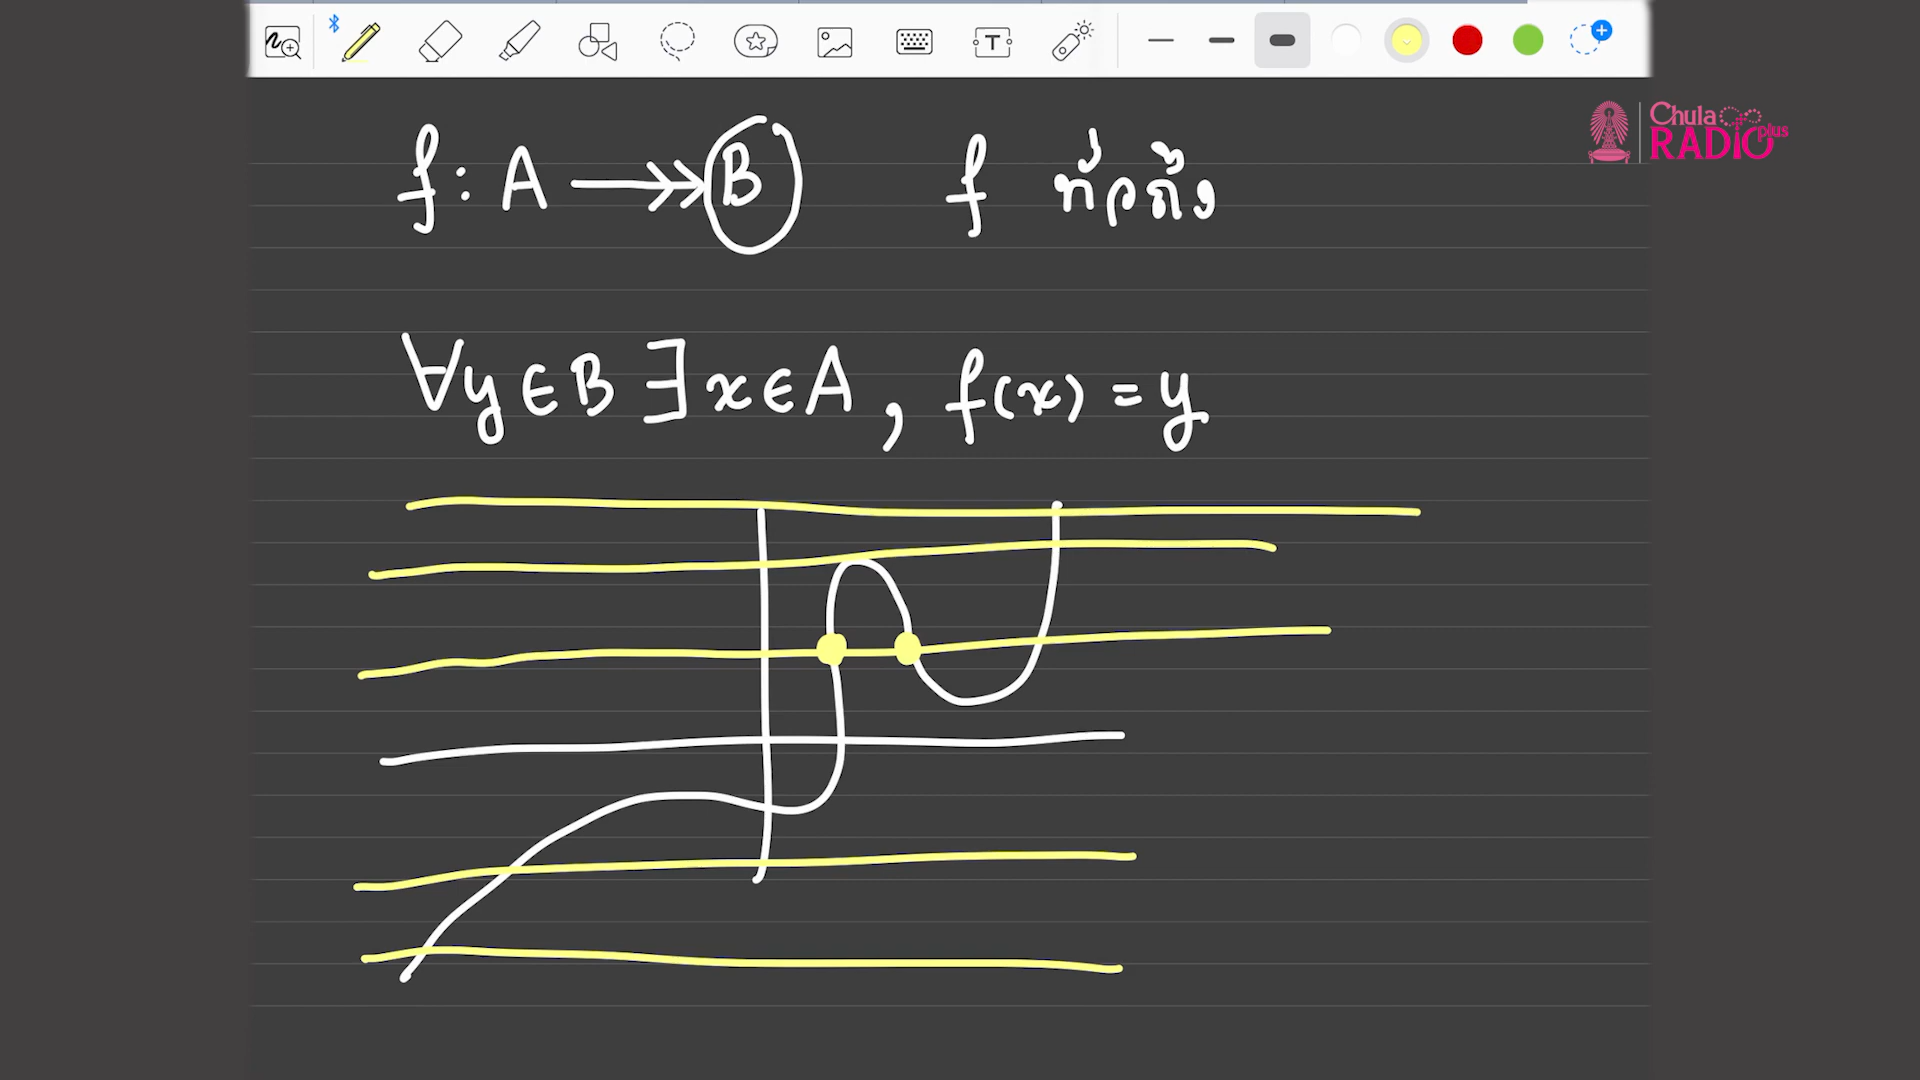 Chula
RADIO plus
f : A ↠ B f ทั่วถึง
∀y∈B ∃x∈A, f(x) = y